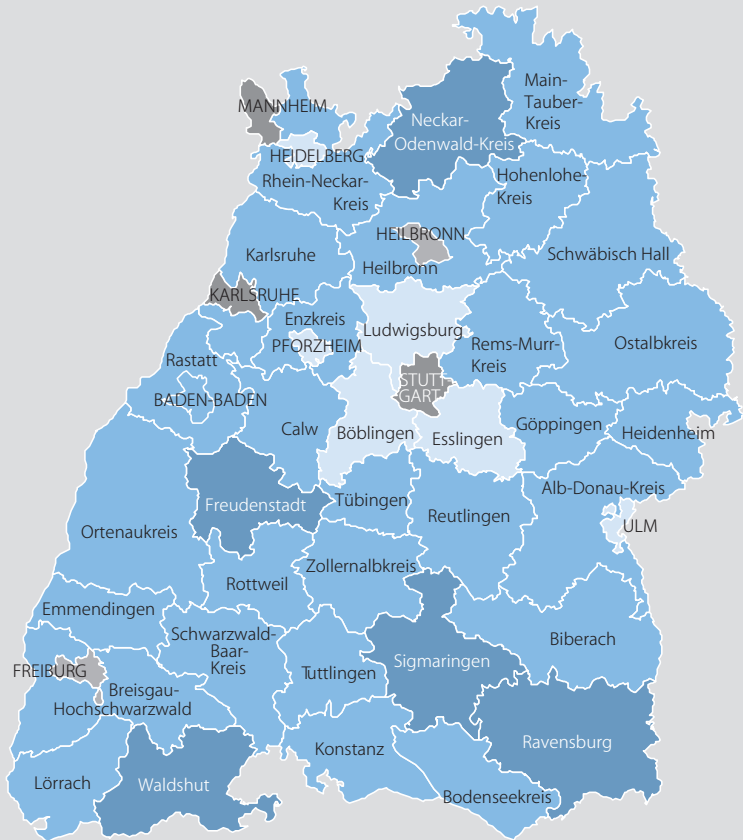 Main-
Tauber-
Kreis
MANNHEIM
Neckar-
Odenwald-Kreis
HEIDELBERG
Rhein-Neckar-
Kreis
Hohenlohe-
Kreis
HEILBRONN
Heilbronn
Schwäbisch Hall
Karlsruhe
KARLSRUHE
Enzkreis
PFORZHEIM
Ludwigsburg
Rems-Murr-
Kreis
Ostalbkreis
Rastatt
BADEN-BADEN
STUTT-
GART
Calw
Böblingen
Esslingen
Göppingen
Heidenheim
Freudenstadt
Tübingen
Reutlingen
Alb-Donau-Kreis
ULM
Ortenaukreis
Zollernalbkreis
Rottweil
Emmendingen
Schwarzwald-
Baar-
Kreis
Biberach
FREIBURG
Breisgau-
Hochschwarzwald
Tuttlingen
Sigmaringen
Ravensburg
Konstanz
Lörrach
Waldshut
Bodenseekreis